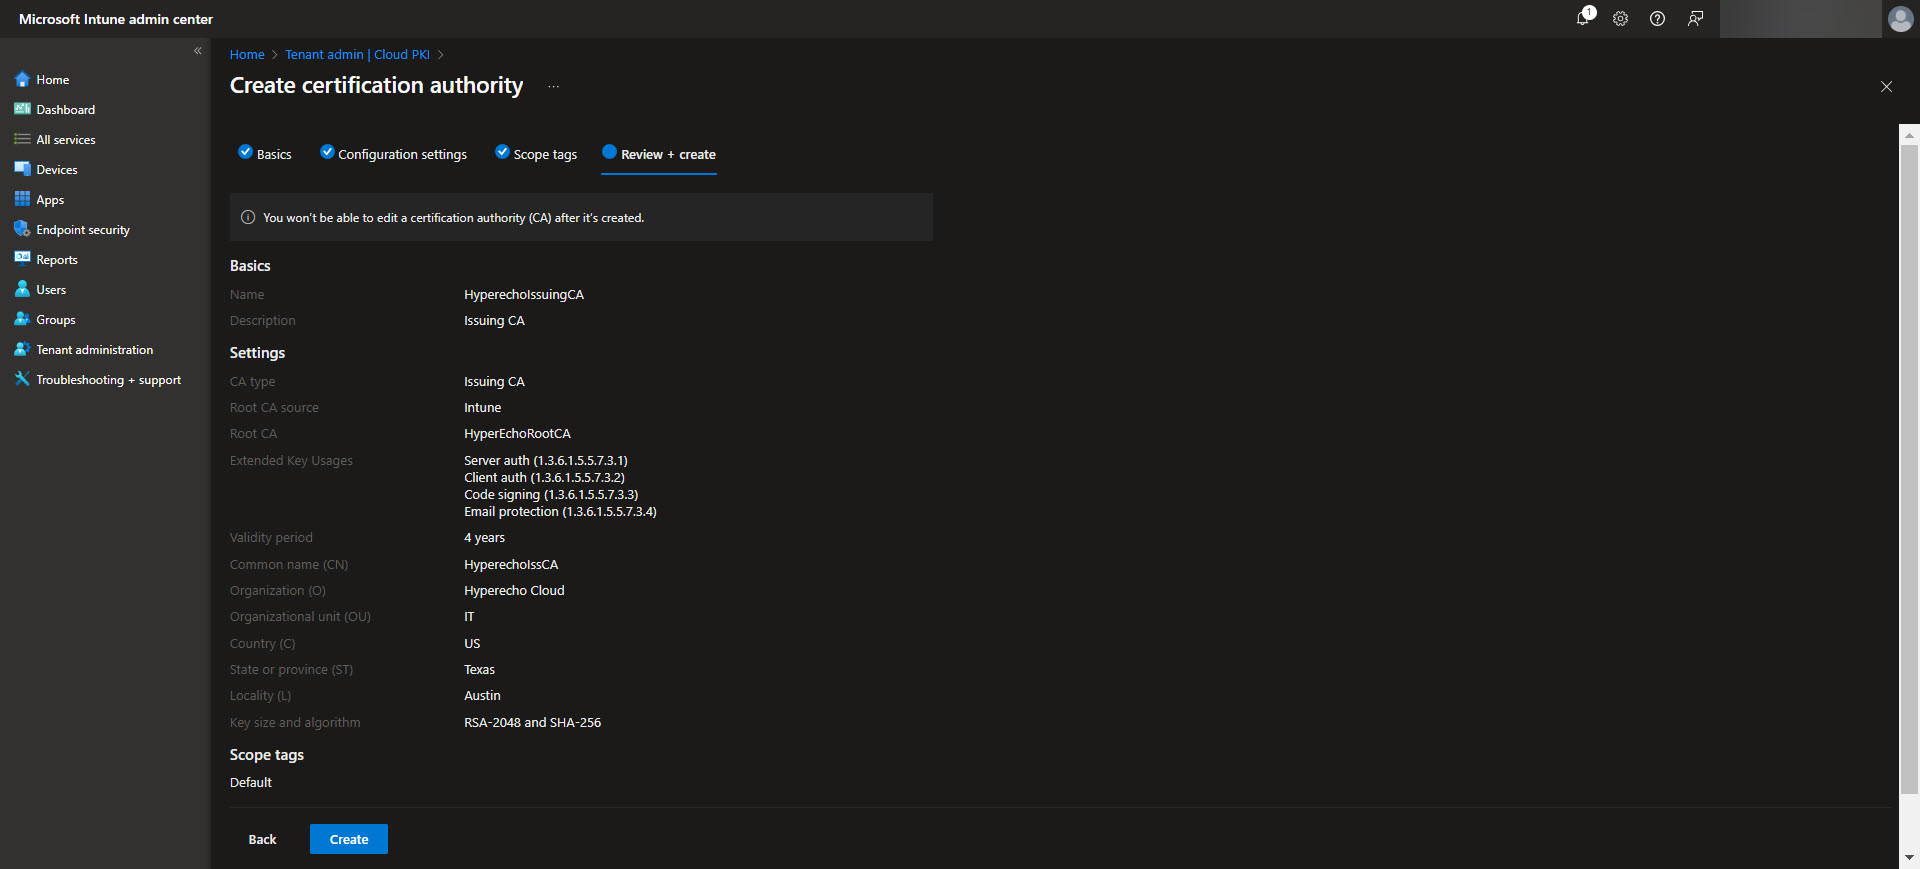 Microsoft Intune admin center
1
«
Home
Dashboard
All services
Devices
Apps
Endpoint security
Reports
Users
Groups
Tenant administration
Troubleshooting + support
Home > Tenant admin | Cloud PKI >
Create certification authority ...
Basics Configuration settings Scope tags Review + create
You won't be able to edit a certification authority (CA) after it's created.
Basics
Name HyperechoIssuingCA
Description Issuing CA
Settings
CA type Issuing CA
Root CA source Intune
Root CA HyperEchoRootCA
Extended Key Usages Server auth (1.3.6.1.5.5.7.3.1)
Client auth (1.3.6.1.5.5.7.3.2)
Code signing (1.3.6.1.5.5.7.3.3)
Email protection (1.3.6.1.5.5.7.3.4)
Validity period 4 years
Common name (CN) HyperechoIssCA
Organization (O) Hyperecho Cloud
Organizational unit (OU) IT
Country (C) US
State or province (ST) Texas
Locality (L) Austin
Key size and algorithm RSA-2048 and SHA-256
Scope tags
Default
Back Create